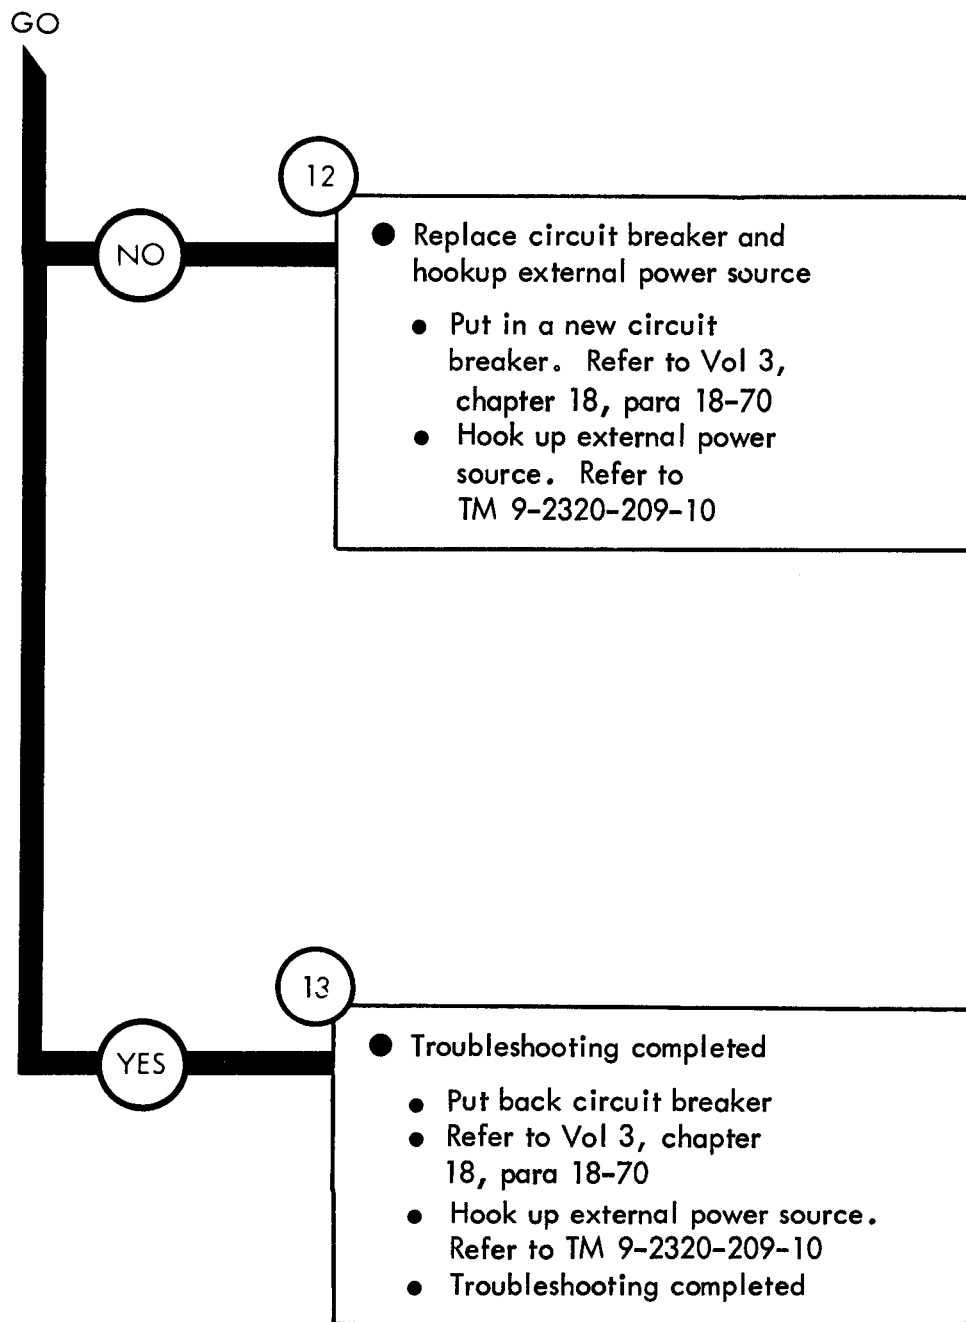 GO
12
NO
● Replace circuit breaker and
hookup external power source
● Put in a new circuit
breaker. Refer to Vol 3,
chapter 18, para 18-70
● Hook up external power
source. Refer to
TM 9-2320-209-10
13
YES
● Troubleshooting completed
● Put back circuit breaker
● Refer to Vol 3, chapter
18, para 18-70
● Hook up external power source.
Refer to TM 9-2320-209-10
● Troubleshooting completed